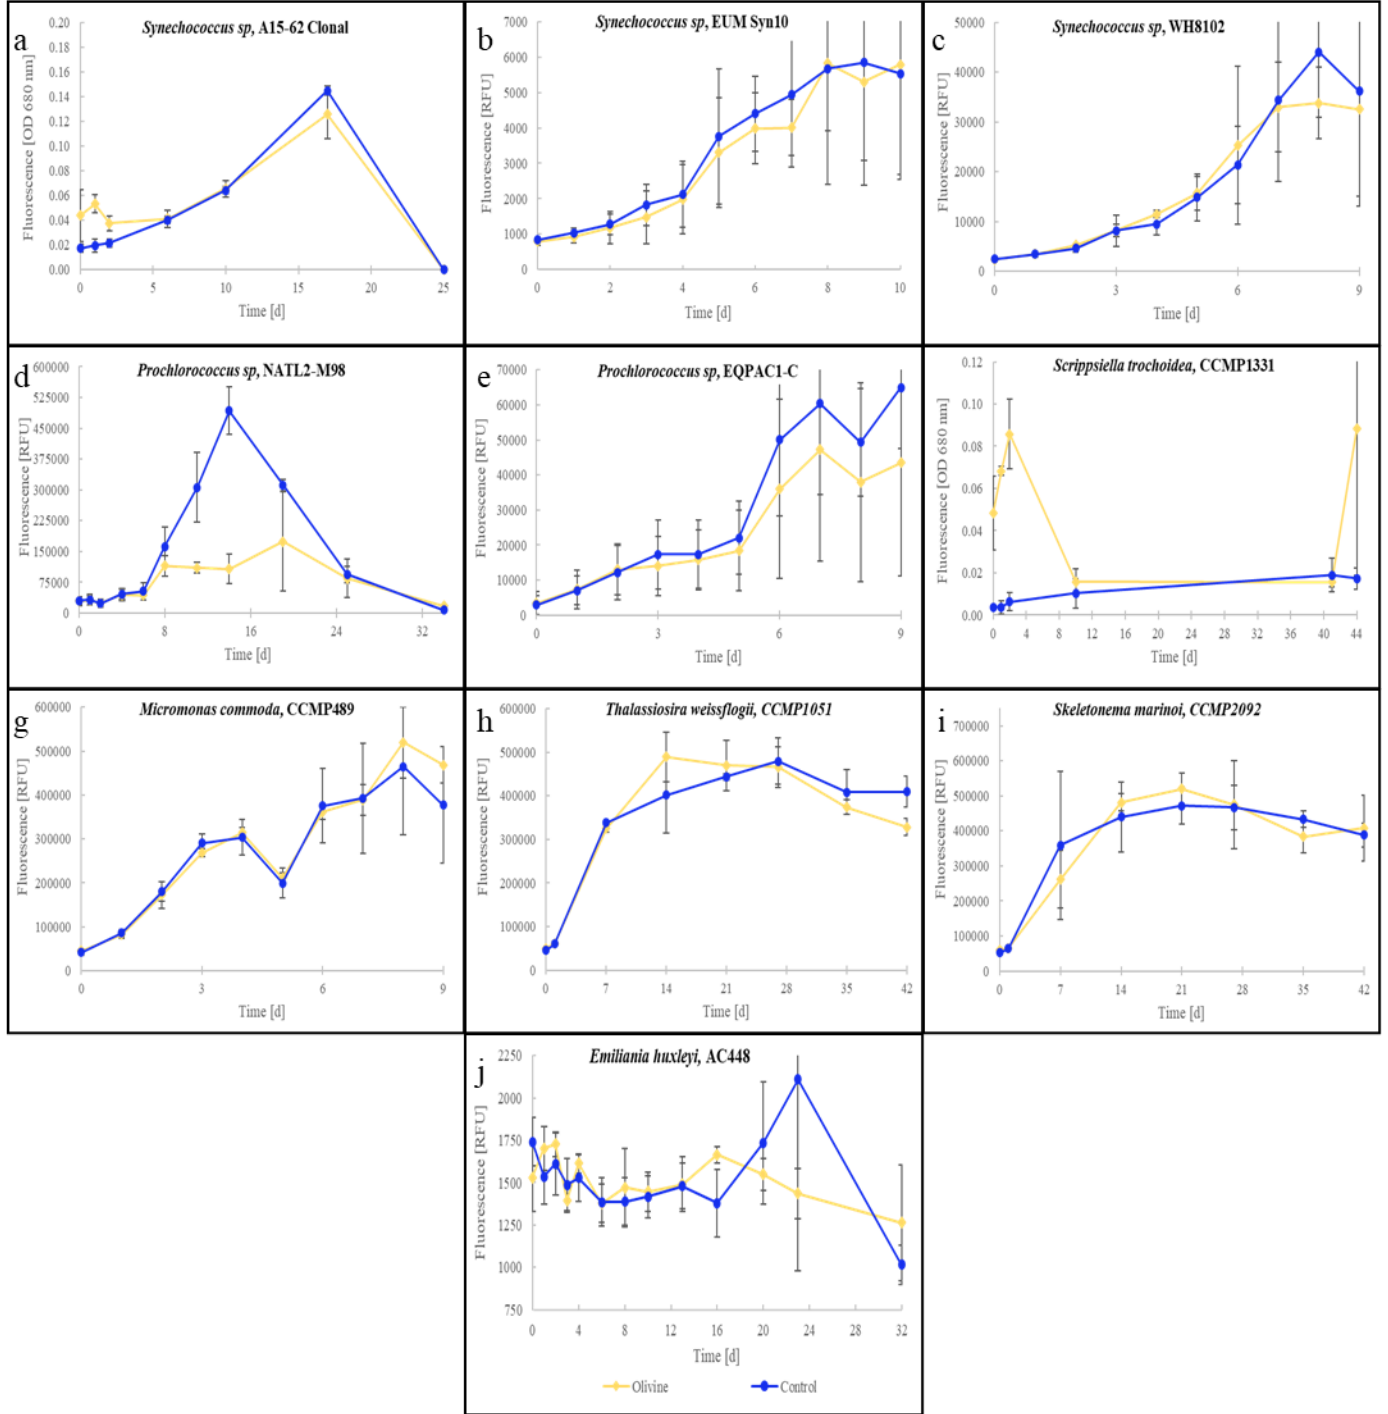 a
Synechococcus sp, A15-62 Clonal
Fluorescence [OD 680 nm]
0.20
0.18
0.16
0.14
0.12
0.10
0.08
0.06
0.04
0.02
0.00
0 5 10 15 20 25
Time [d]
b
Synechococcus sp, EUM Syn10
Fluorescence [RFU]
7000
6000
5000
4000
3000
2000
1000
0
0 2 4 6 8 10
Time [d]
c
Synechococcus sp, WH8102
Fluorescence [RFU]
50000
40000
30000
20000
10000
0
0 3 6 9
Time [d]
d
Prochlorococcus sp, NATL2-M98
Fluorescence [RFU]
600000
525000
450000
375000
300000
225000
150000
75000
0
0 8 16 24 32
Time [d]
e
Prochlorococcus sp, EQPAC1-C
Fluorescence [RFU]
70000
60000
50000
40000
30000
20000
10000
0
0 3 6 9
Time [d]
Scrippsiella trochoidea, CCMP1331
Fluorescence [OD 680 nm]
0.12
0.10
0.08
0.06
0.04
0.02
0.00
0 4 8 12 16 20 24 28 32 36 40 44
Time [d]
g
Micromonas commoda, CCMP489
Fluorescence [RFU]
600000
500000
400000
300000
200000
100000
0
0 3 6 9
Time [d]
h
Thalassiosira weissflogii, CCMP1051
Fluorescence [RFU]
600000
500000
400000
300000
200000
100000
0
0 7 14 21 28 35 42
Time [d]
i
Skeletonema marinoi, CCMP2092
Fluorescence [RFU]
700000
600000
500000
400000
300000
200000
100000
0
0 7 14 21 28 35 42
Time [d]
j
Emiliania huxleyi, AC448
Fluorescence [RFU]
2250
2000
1750
1500
1250
1000
750
0 4 8 12 16 20 24 28 32
Time [d]
Olivine Control